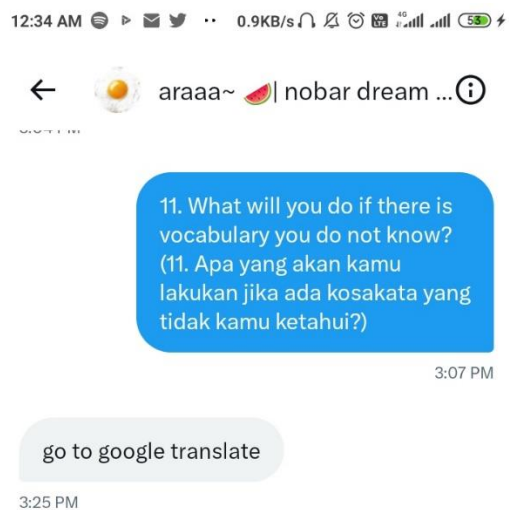 12:34 AM 0.9KB/s 4G 53
araaa~ 🍉| nobar dream ...
11. What will you do if there is
vocabulary you do not know?
(11. Apa yang akan kamu
lakukan jika ada kosakata yang
tidak kamu ketahui?)
3:07 PM
go to google translate
3:25 PM